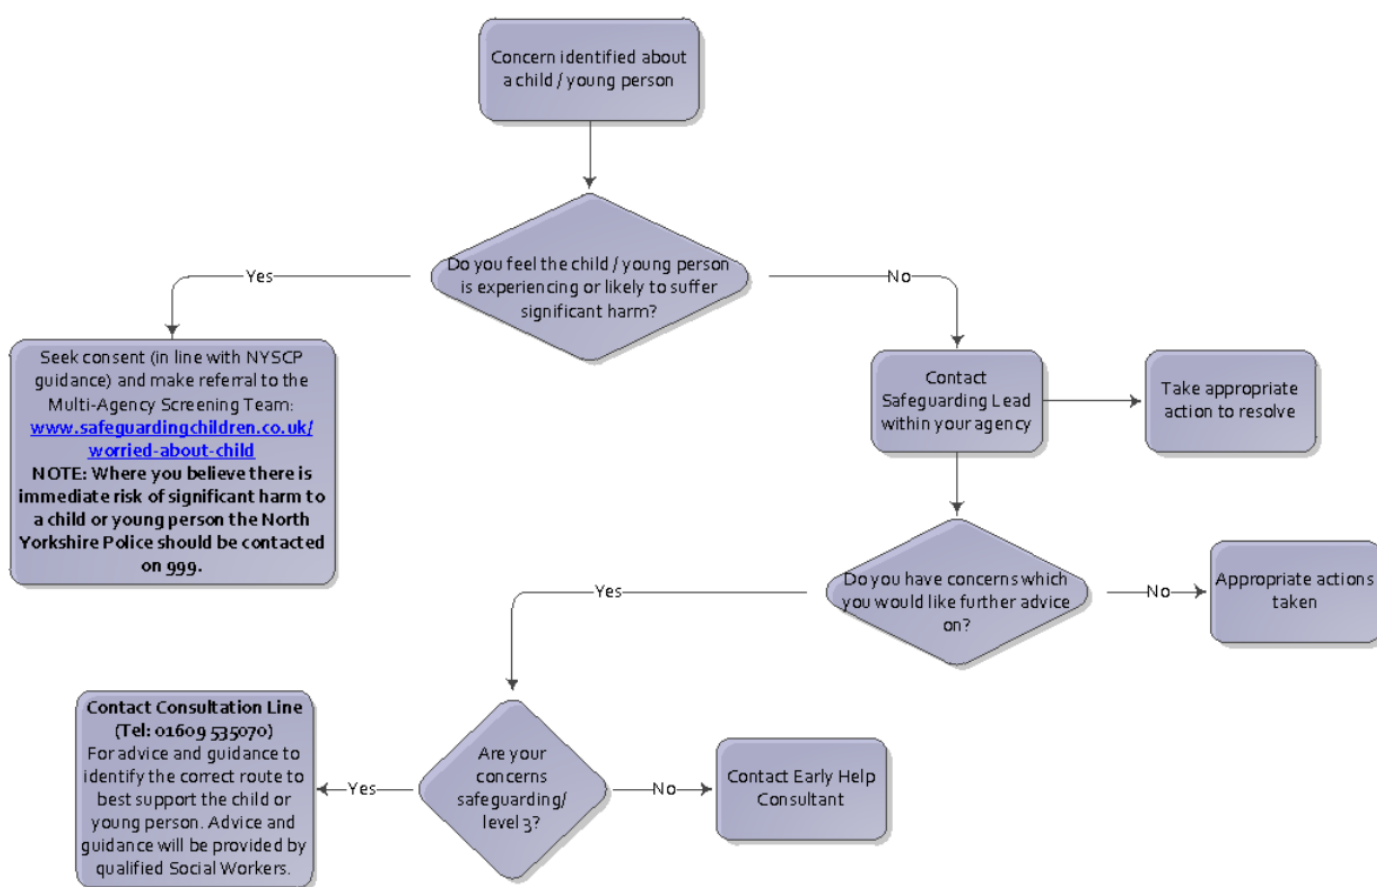 Concern identified about
a child / young person
Do you feel the child / young person
is experiencing or likely to suffer
significant harm?
Yes
No
Seek consent (in line with NYSCP
guidance) and make referral to the
Multi-Agency Screening Team:
www.safeguardingchildren.co.uk/
worried-about-child
NOTE: Where you believe there is
immediate risk of significant harm to
a child or young person the North
Yorkshire Police should be contacted
on 999.
Contact
Safeguarding Lead
within your agency
Take appropriate
action to resolve
Do you have concerns which
you would like further advice
on?
Yes
No
Appropriate actions
taken
Are your
concerns
safeguarding/
level 3?
Yes
No
Contact Consultation Line
(Tel: 01609 535070)
For advice and guidance to
identify the correct route to
best support the child or
young person. Advice and
guidance will be provided by
qualified Social Workers.
Contact Early Help
Consultant